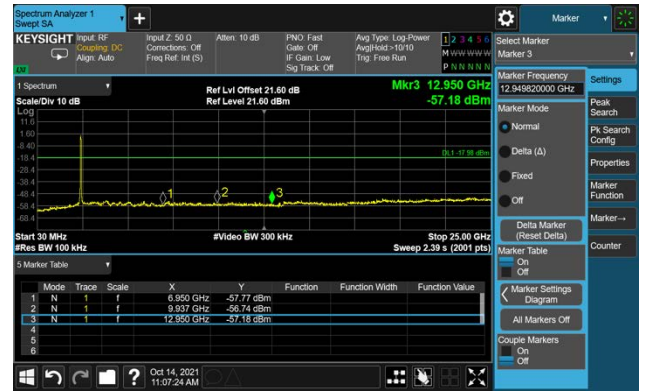 Spectrum Analyzer 1
Swept SA
Marker
KEYSIGHT
Input: RF
Coupling: DC
Align: Auto
Input Z: 50 Ω
Corrections: Off
Freq Ref: Int (S)
Atten: 10 dB
PNO: Fast
Gate: Off
IF Gain: Low
Sig Track: Off
Avg Type: Log-Power
Avg|Hold:>10/10
Trig: Free Run
1 2 3 4 5 6
M W W W W W
P N N N N N
LXI
Select Marker
Marker 3
1 Spectrum
Scale/Div 10 dB
Ref Lvl Offset 21.60 dB
Ref Level 21.60 dBm
Mkr3 12.950 GHz
-57.18 dBm
Log
11.6
1.60
-8.40
-18.4
-28.4
-38.4
-48.4
-58.4
-68.4
DL1 -17.98 dBm
1
2
3
Start 30 MHz
#Video BW 300 kHz
Stop 25.00 GHz
#Res BW 100 kHz
Sweep 2.39 s (2001 pts)
5 Marker Table
Mode Trace Scale X Y Function Function Width Function Value
1 N 1 f 6.950 GHz -57.77 dBm
2 N 1 f 9.937 GHz -56.74 dBm
3 N 1 f 12.950 GHz -57.18 dBm
4
5
6
Marker Frequency
12.949820000 GHz
Marker Mode
Normal
Delta (Δ)
Fixed
Off
Delta Marker
(Reset Delta)
Marker Table
On
Off
Marker Settings
Diagram
All Markers Off
Couple Markers
On
Off
Settings
Peak
Search
Pk Search
Config
Properties
Marker
Function
Marker→
Counter
?
Oct 14, 2021
11:07:24 AM